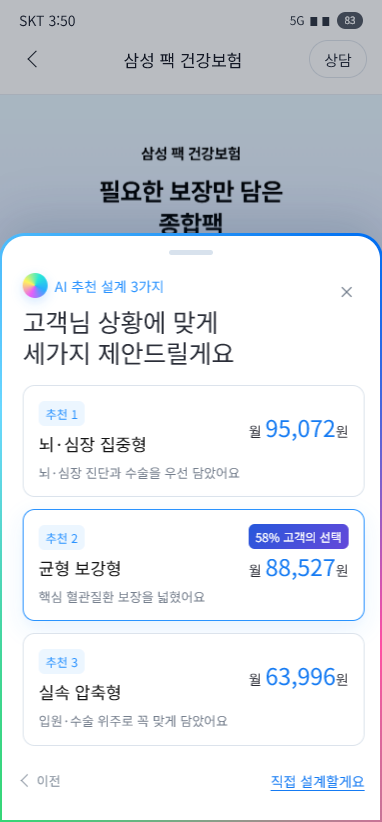 SKT 3:50
5G
83
삼성 팩 건강보험
상담
삼성 팩 건강보험
필요한 보장만 담은
종합팩
AI 추천 설계 3가지
고객님 상황에 맞게
세가지 제안드릴게요
추천 1
뇌·심장 집중형
월 95,072원
뇌·심장 진단과 수술을 우선 담았어요
추천 2
58% 고객의 선택
균형 보강형
월 88,527원
핵심 혈관질환 보장을 넓혔어요
추천 3
실속 압축형
월 63,996원
입원·수술 위주로 꼭 맞게 담았어요
이전
직접 설계할게요